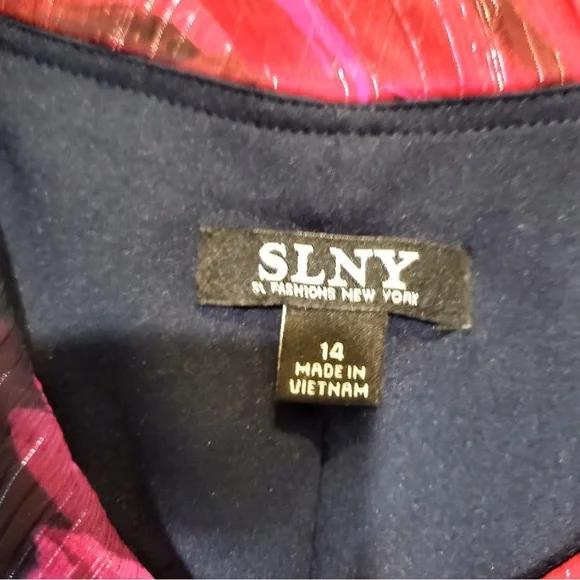 SLNY
SL FASHIONS NEW YORK
14
MADE IN
VIETNAM